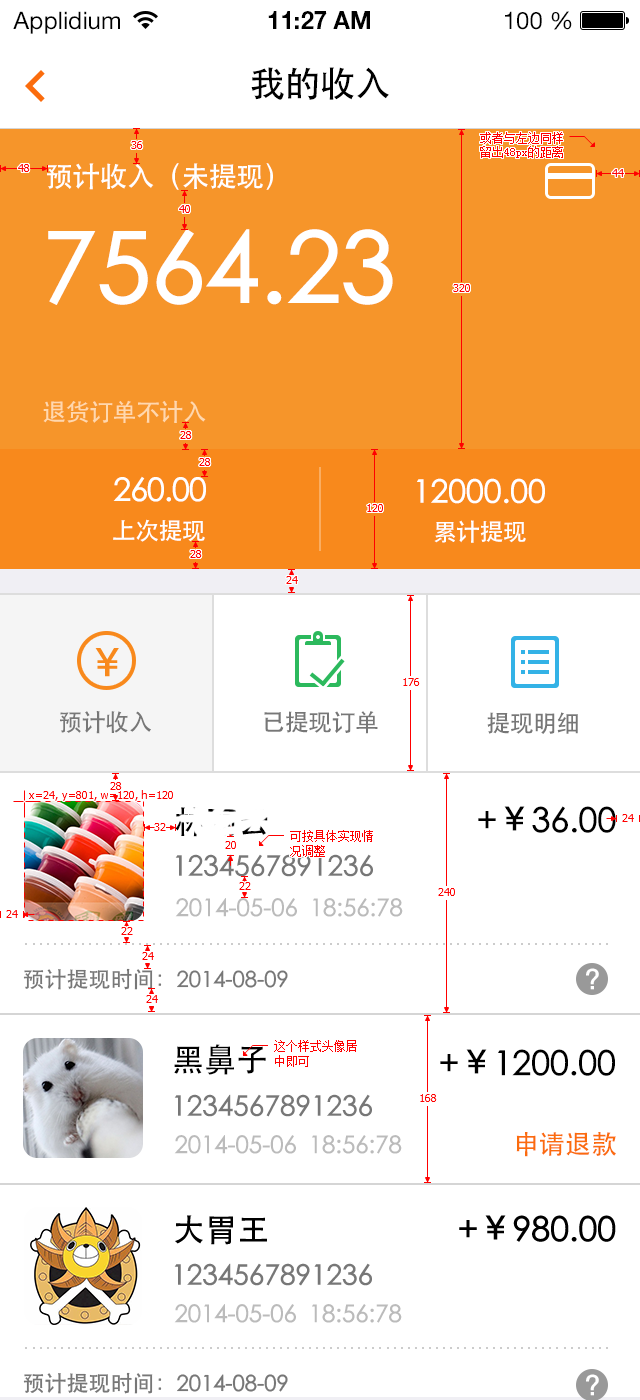 Applidium 11:27 AM 100 %
我的收入
36
或者与左边同样
留出48px的距离
48
44
预计收入（未提现）
40
7564.23
320
退货订单不计入
28
28
260.00 12000.00
120
上次提现 累计提现
28
24
176
预计收入 已提现订单 提现明细
28
x=24, y=801, w=120, h=120
+￥36.00
24
32
可按具体实现情
况调整
20
1234567891236
22
240
2014-05-06 18:56:78
24
22
24
预计提现时间：2014-08-09 ?
24
这个样式头像居
中即可
黑鼻子 +￥1200.00
168
1234567891236
2014-05-06 18:56:78 申请退款
大胃王 +￥980.00
1234567891236
2014-05-06 18:56:78
预计提现时间：2014-08-09 ?